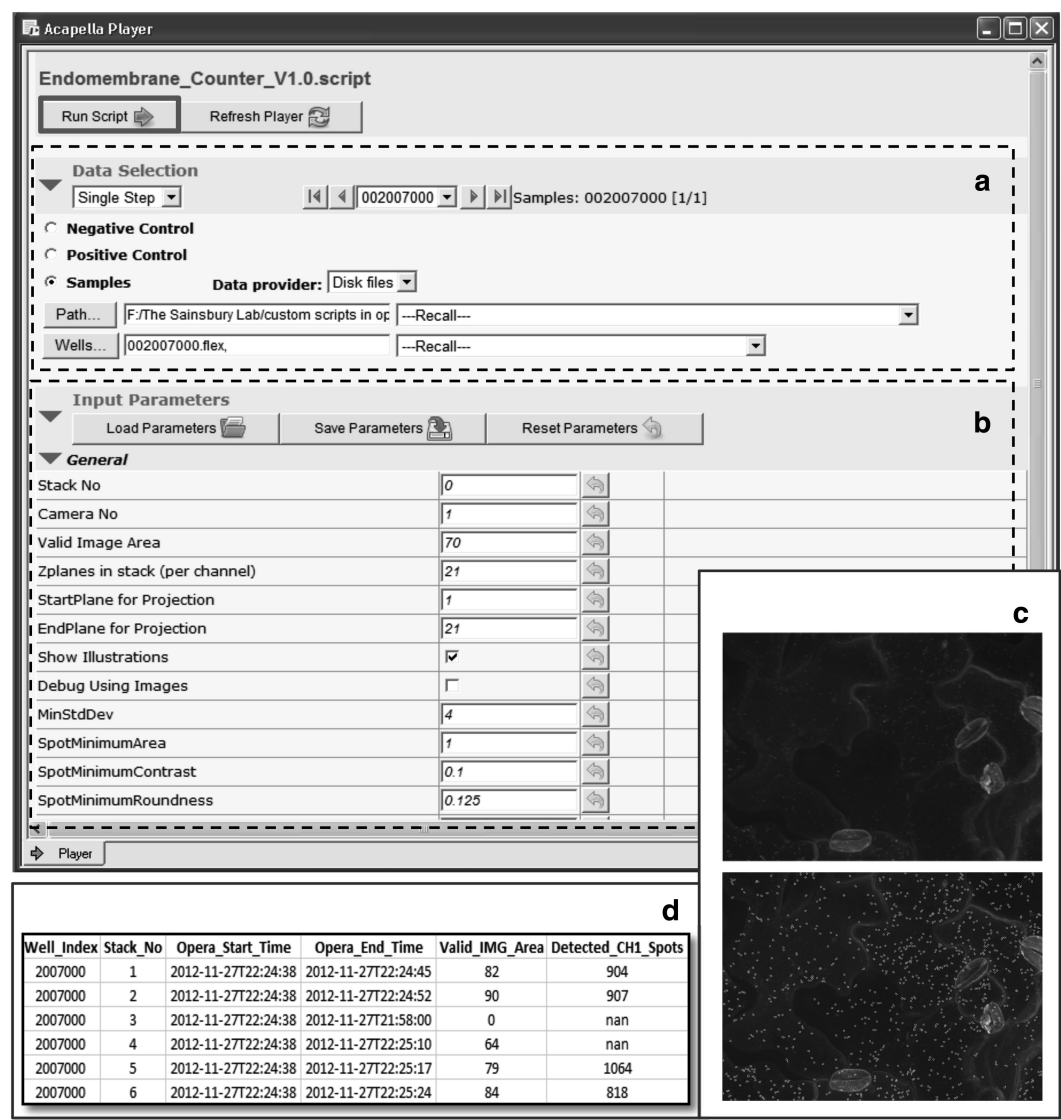 Acapella Player
Endomembrane_Counter_V1.0.script
Run Script Refresh Player
Data Selection
a
Single Step 002007000 Samples: 002007000 [1/1]
Negative Control
Positive Control
Samples Data provider: Disk files
Path... F:/The Sainsbury Lab/custom scripts in op ---Recall---
Wells... 002007000.flex, ---Recall---
Input Parameters
b
Load Parameters Save Parameters Reset Parameters
General
Stack No 0
Camera No 1
Valid Image Area 70
Zplanes in stack (per channel) 21
StartPlane for Projection 1
EndPlane for Projection 21
Show Illustrations
Debug Using Images
MinStdDev 4
SpotMinimumArea 1
SpotMinimumContrast 0.1
SpotMinimumRoundness 0.125
Player
c
d
Well_Index Stack_No Opera_Start_Time Opera_End_Time Valid_IMG_Area Detected_CH1_Spots
2007000 1 2012-11-27T22:24:38 2012-11-27T22:24:45 82 904
2007000 2 2012-11-27T22:24:38 2012-11-27T22:24:52 90 907
2007000 3 2012-11-27T22:24:38 2012-11-27T21:58:00 0 nan
2007000 4 2012-11-27T22:24:38 2012-11-27T22:25:10 64 nan
2007000 5 2012-11-27T22:24:38 2012-11-27T22:25:17 79 1064
2007000 6 2012-11-27T22:24:38 2012-11-27T22:25:24 84 818